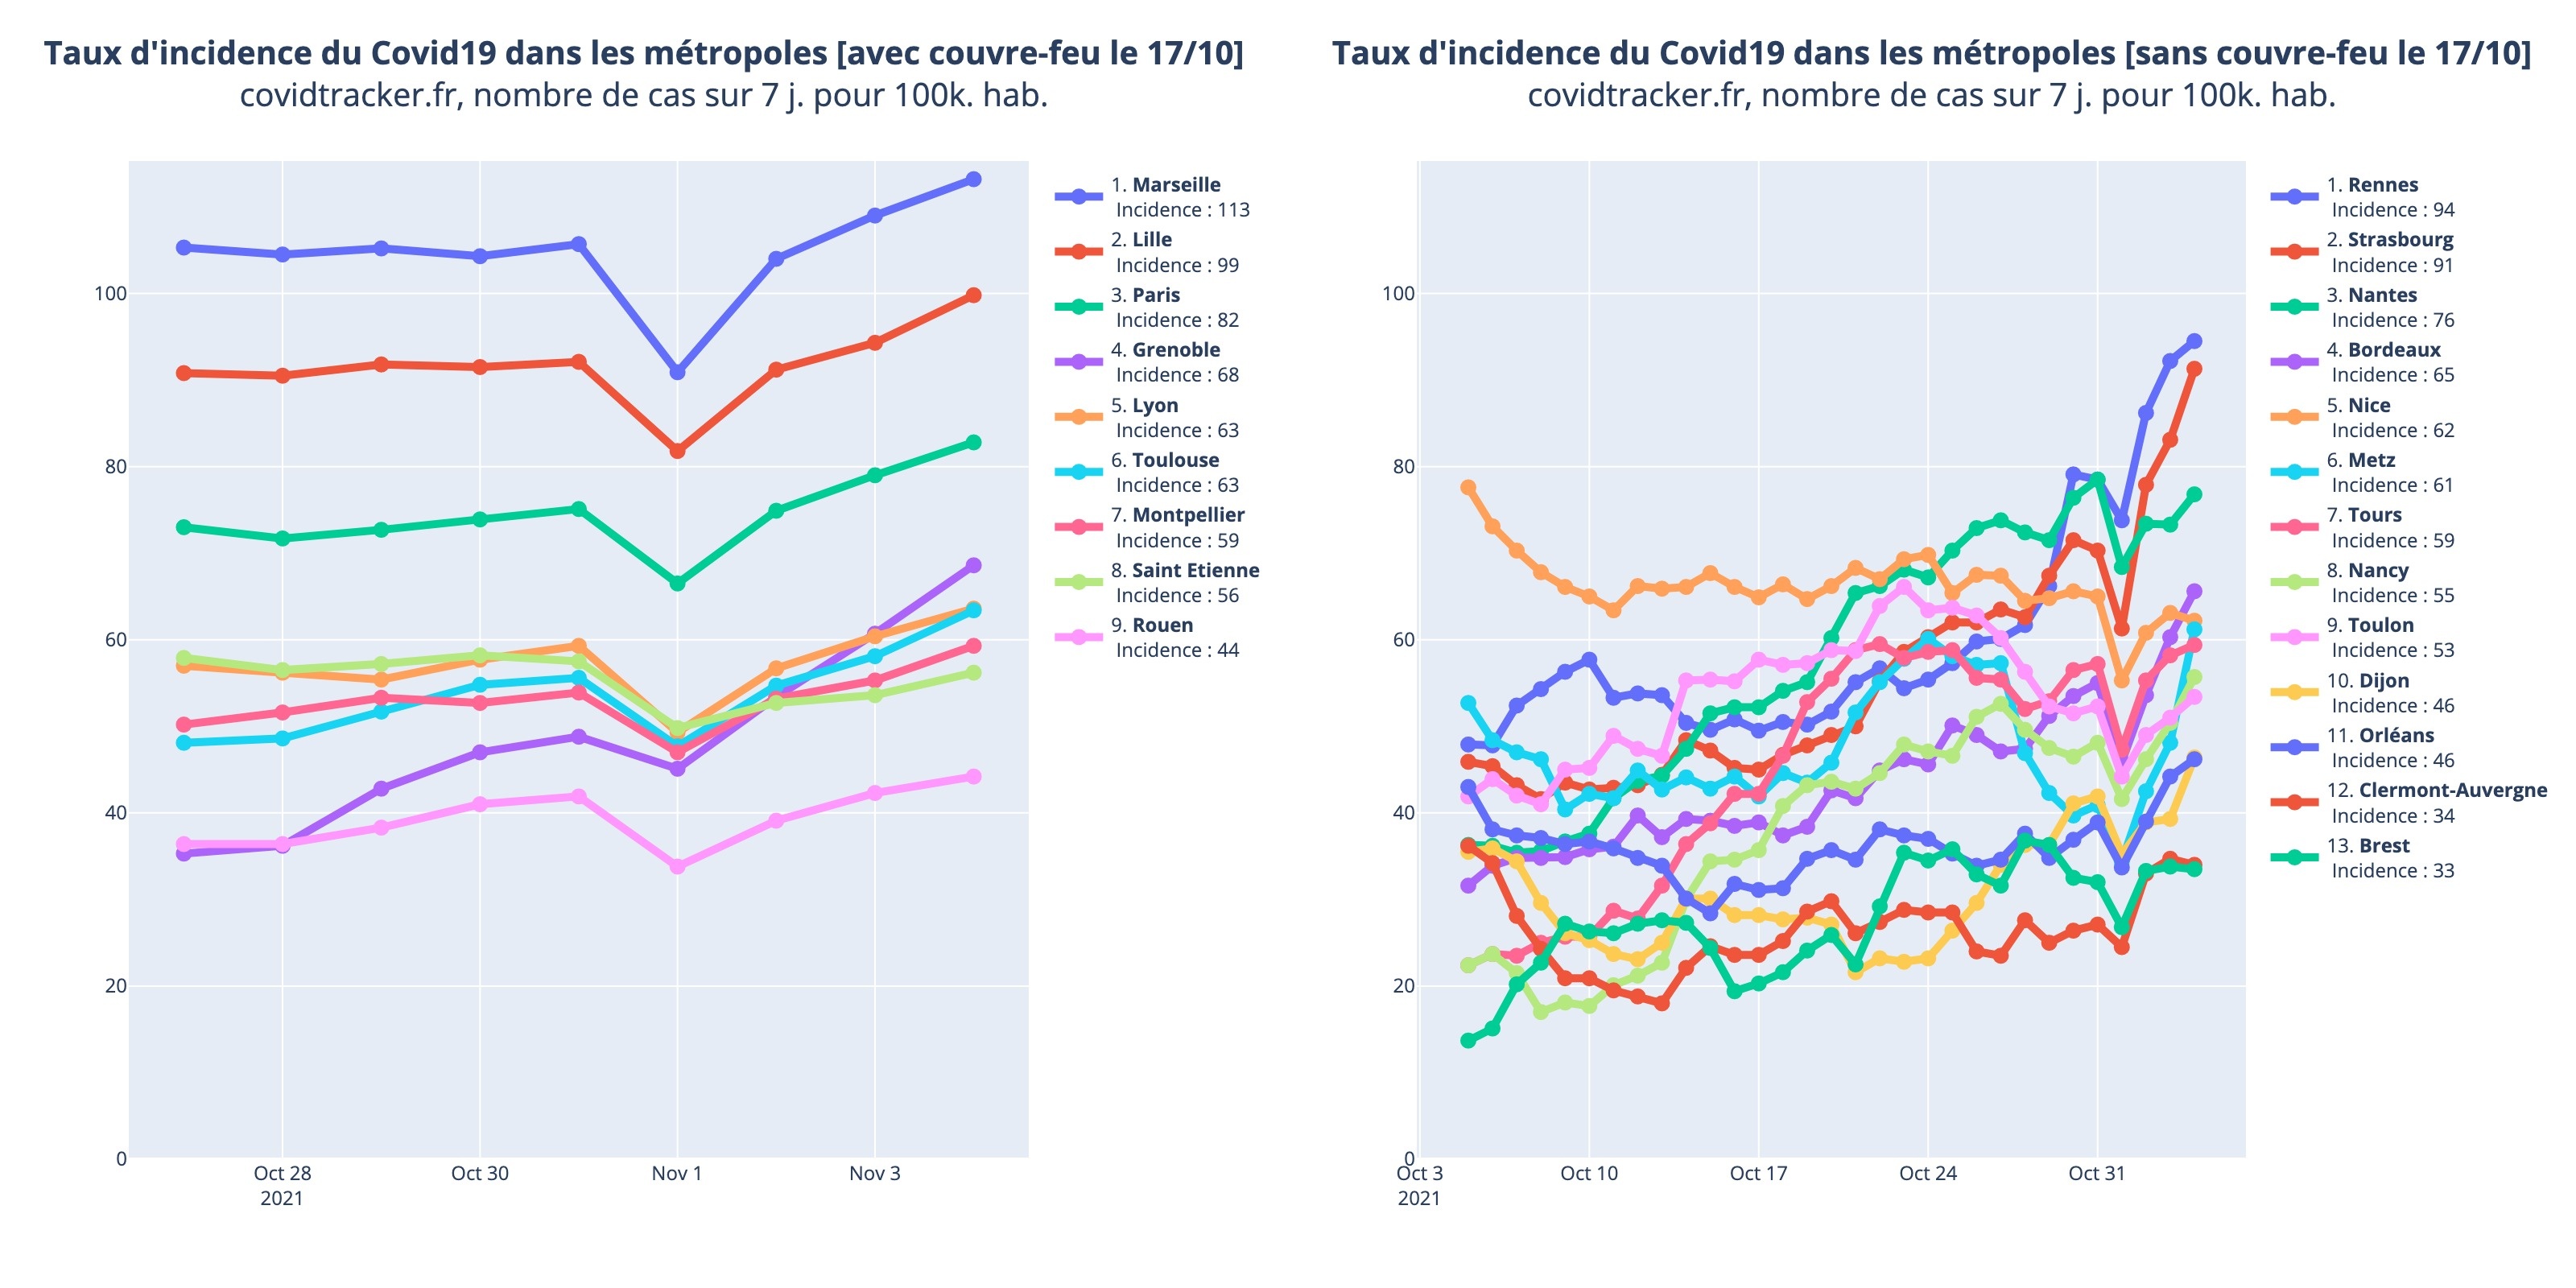 Taux d'incidence du Covid19 dans les métropoles [avec couvre-feu le 17/10]
covidtracker.fr, nombre de cas sur 7 j. pour 100k. hab.
100
80
60
40
20
0
Oct 28
2021
Oct 30
Nov 1
Nov 3
1. Marseille
Incidence : 113
2. Lille
Incidence : 99
3. Paris
Incidence : 82
4. Grenoble
Incidence : 68
5. Lyon
Incidence : 63
6. Toulouse
Incidence : 63
7. Montpellier
Incidence : 59
8. Saint Etienne
Incidence : 56
9. Rouen
Incidence : 44
Taux d'incidence du Covid19 dans les métropoles [sans couvre-feu le 17/10]
covidtracker.fr, nombre de cas sur 7 j. pour 100k. hab.
100
80
60
40
20
0
Oct 3
2021
Oct 10
Oct 17
Oct 24
Oct 31
1. Rennes
Incidence : 94
2. Strasbourg
Incidence : 91
3. Nantes
Incidence : 76
4. Bordeaux
Incidence : 65
5. Nice
Incidence : 62
6. Metz
Incidence : 61
7. Tours
Incidence : 59
8. Nancy
Incidence : 55
9. Toulon
Incidence : 53
10. Dijon
Incidence : 46
11. Orléans
Incidence : 46
12. Clermont-Auvergne
Incidence : 34
13. Brest
Incidence : 33